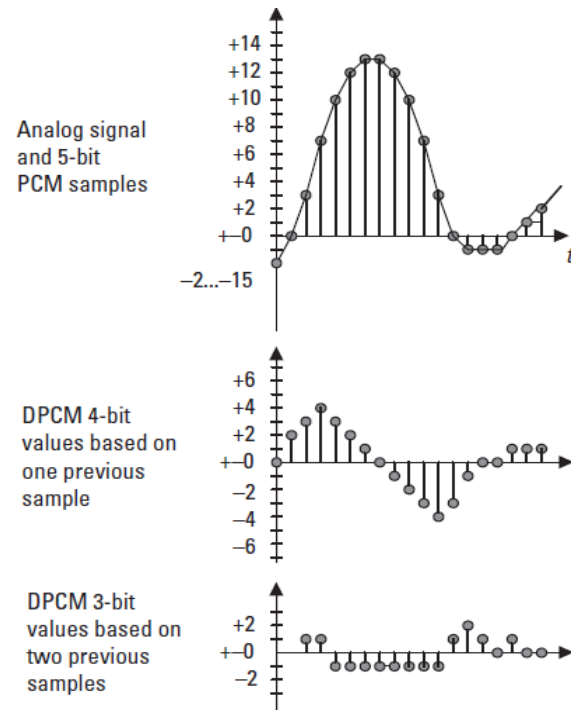 +14
+12
+10
+8
+6
+4
+2
+−0
−2...−15
Analog signal
and 5-bit
PCM samples
t
+6
+4
+2
+−0
−2
−4
−6
DPCM 4-bit
values based on
one previous
sample
+2
+−0
−2
DPCM 3-bit
values based on
two previous
samples